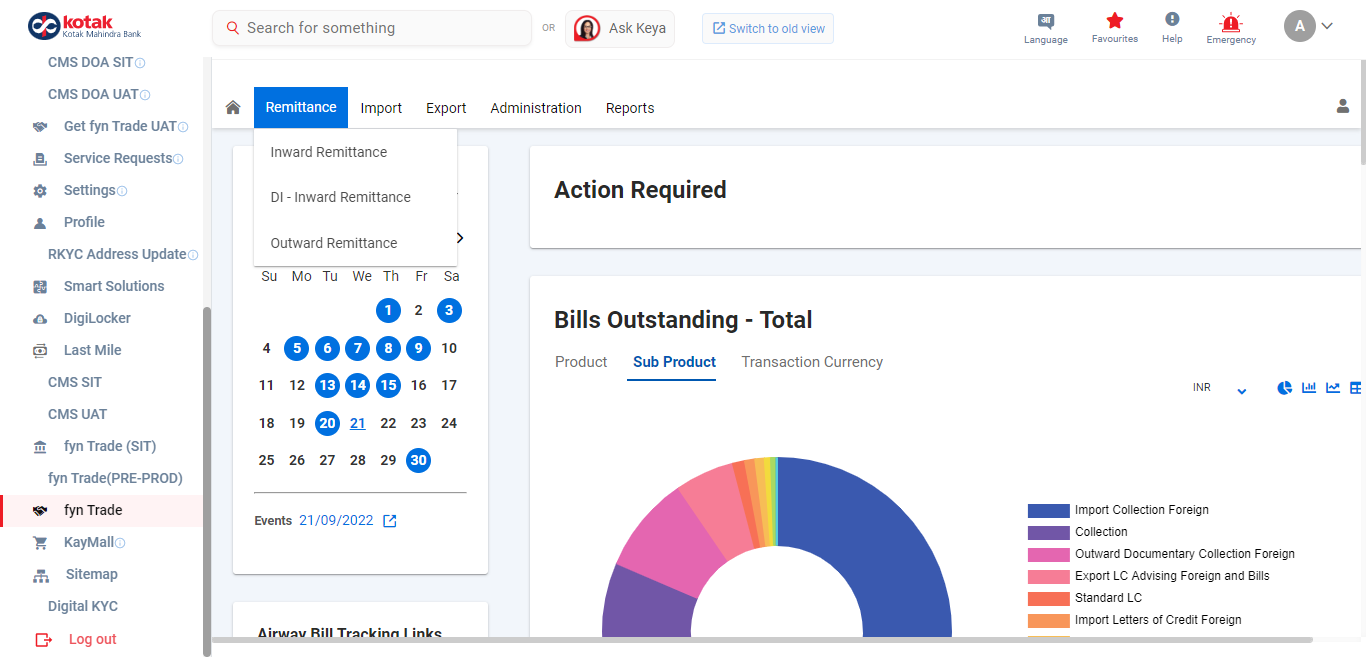 kotak
Kotak Mahindra Bank
Search for something
OR
Ask Keya
Switch to old view
Language
Favourites
Help
Emergency
A
CMS DOA SIT
CMS DOA UAT
Get fyn Trade UAT
Service Requests
Settings
Profile
RKYC Address Update
Smart Solutions
DigiLocker
Last Mile
CMS SIT
CMS UAT
fyn Trade (SIT)
fyn Trade(PRE-PROD)
fyn Trade
KayMall
Sitemap
Digital KYC
Log out
Remittance
Import
Export
Administration
Reports
Inward Remittance
DI - Inward Remittance
Outward Remittance
Su Mo Tu We Th Fr Sa
1 2 3
4 5 6 7 8 9 10
11 12 13 14 15 16 17
18 19 20 21 22 23 24
25 26 27 28 29 30
Events 21/09/2022
Airway Bill Tracking Links
Action Required
Bills Outstanding - Total
Product
Sub Product
Transaction Currency
INR
Import Collection Foreign
Collection
Outward Documentary Collection Foreign
Export LC Advising Foreign and Bills
Standard LC
Import Letters of Credit Foreign